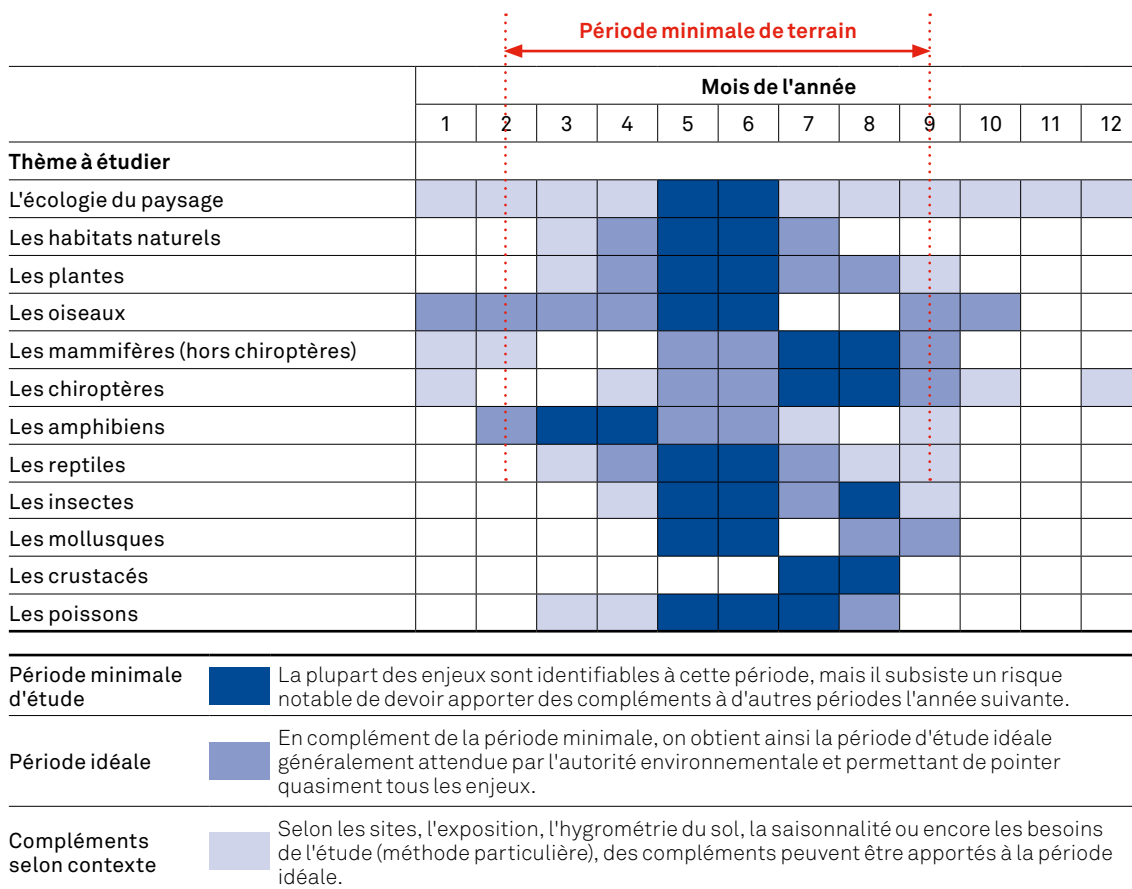 Période minimale de terrain
Mois de l'année
1 2 3 4 5 6 7 8 9 10 11 12
Thème à étudier
L'écologie du paysage
Les habitats naturels
Les plantes
Les oiseaux
Les mammifères (hors chiroptères)
Les chiroptères
Les amphibiens
Les reptiles
Les insectes
Les mollusques
Les crustacés
Les poissons
Période minimale
d'étude
La plupart des enjeux sont identifiables à cette période, mais il subsiste un risque
notable de devoir apporter des compléments à d'autres périodes l'année suivante.
Période idéale
En complément de la période minimale, on obtient ainsi la période d'étude idéale
généralement attendue par l'autorité environnementale et permettant de pointer
quasiment tous les enjeux.
Compléments
selon contexte
Selon les sites, l'exposition, l'hygrométrie du sol, la saisonnalité ou encore les besoins
de l'étude (méthode particulière), des compléments peuvent être apportés à la période
idéale.